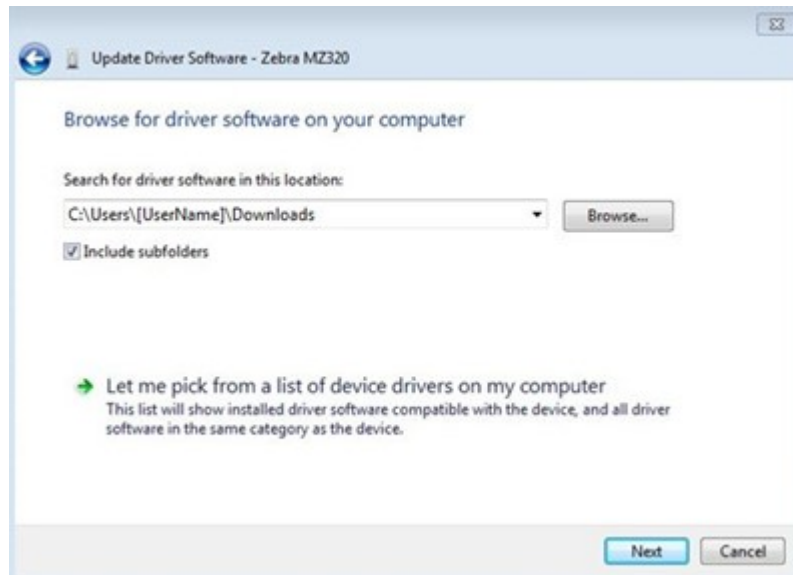 Update Driver Software - Zebra MZ320
Browse for driver software on your computer
Search for driver software in this location:
C:\Users\[UserName]\Downloads
Browse...
Include subfolders
Let me pick from a list of device drivers on my computer
This list will show installed driver software compatible with the device, and all driver
software in the same category as the device.
Next
Cancel